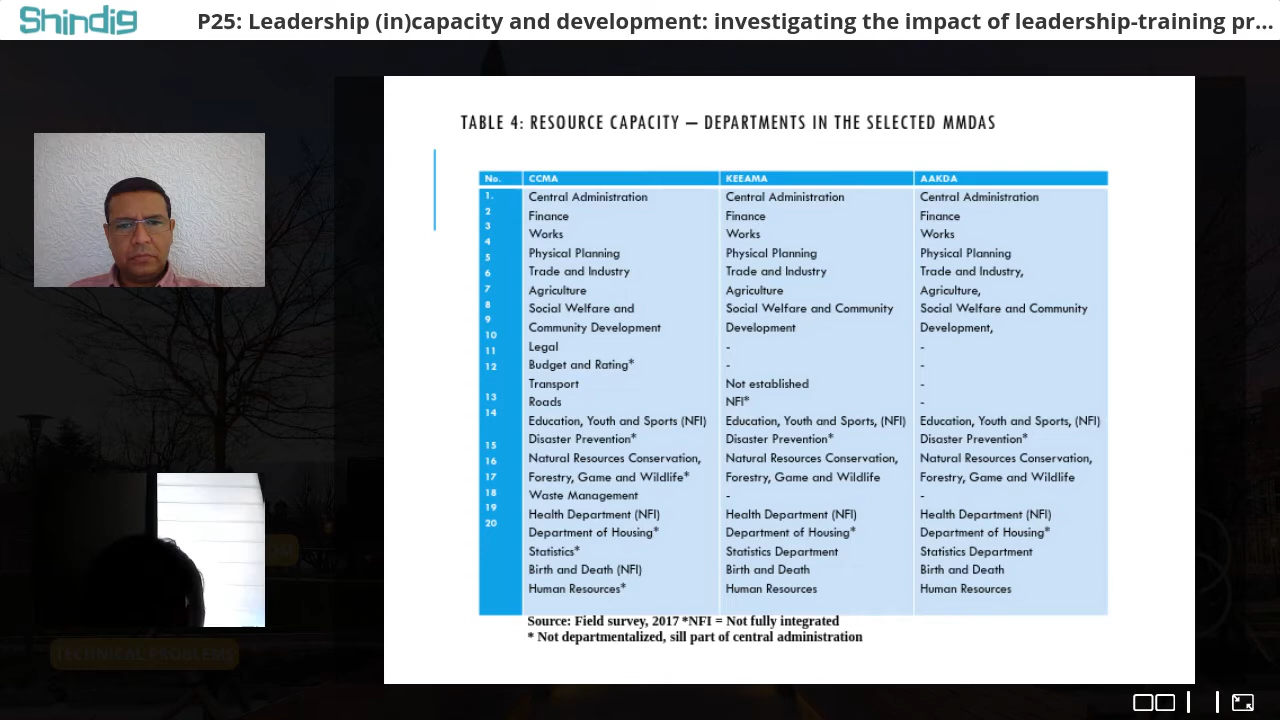 Shindig
P25: Leadership (in)capacity and development: investigating the impact of leadership-training pr...
TABLE 4: RESOURCE CAPACITY – DEPARTMENTS IN THE SELECTED MMDAS
No. CCMA KEEAMA AAKDA
1. Central Administration Central Administration Central Administration
2 Finance Finance Finance
3 Works Works Works
4 Physical Planning Physical Planning Physical Planning
5 Trade and Industry Trade and Industry Trade and Industry,
6 Agriculture Agriculture Agriculture,
7 Social Welfare and Social Welfare and Community Social Welfare and Community
8 Community Development Development Development,
9 Legal - -
10 Budget and Rating* - -
11 Transport Not established -
12 Roads NFI* -
Education, Youth and Sports (NFI) Education, Youth and Sports, (NFI) Education, Youth and Sports, (NFI)
13 Disaster Prevention* Disaster Prevention* Disaster Prevention*
14 Natural Resources Conservation, Natural Resources Conservation, Natural Resources Conservation,
Forestry, Game and Wildlife* Forestry, Game and Wildlife Forestry, Game and Wildlife
15 Waste Management - -
16 Health Department (NFI) Health Department (NFI) Health Department (NFI)
17 Department of Housing* Department of Housing* Department of Housing*
18 Statistics* Statistics Department Statistics Department
19 Birth and Death (NFI) Birth and Death Birth and Death
20 Human Resources* Human Resources Human Resources
Source: Field survey, 2017 *NFI = Not fully integrated
* Not departmentalized, sill part of central administration
TECHNICAL PROBLEMS